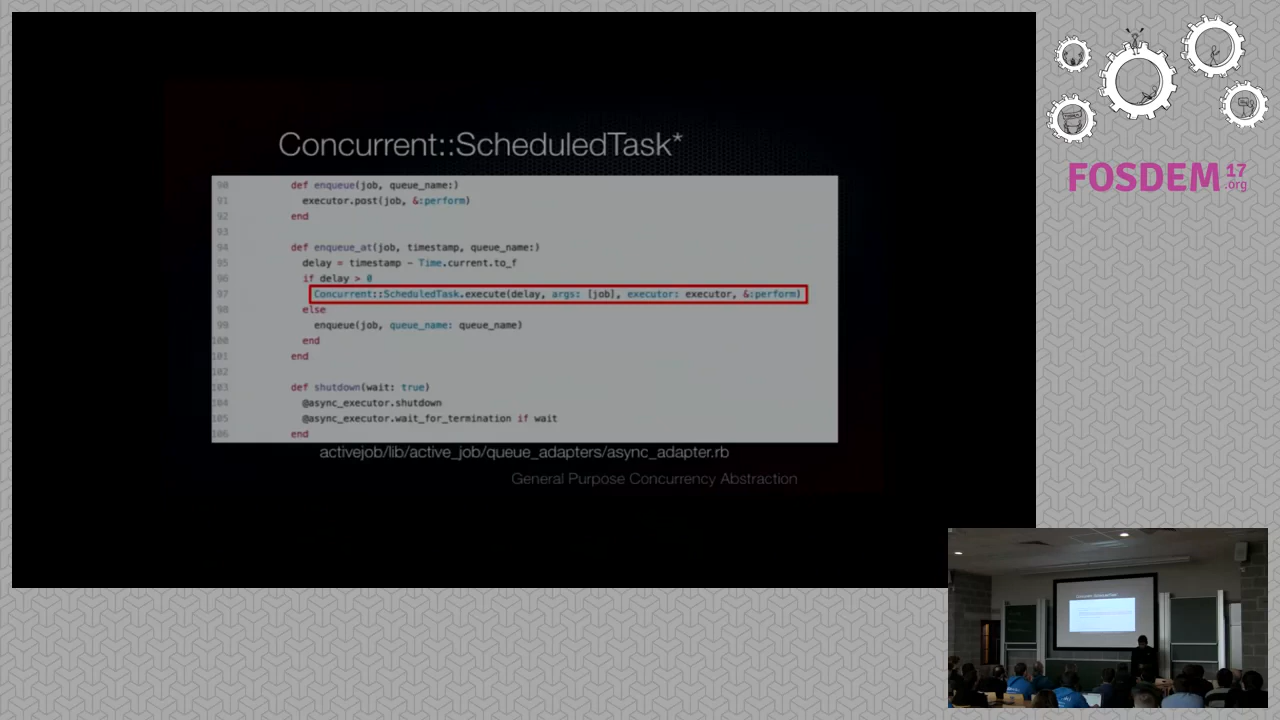 Concurrent::ScheduledTask*
90 def enqueue(job, queue_name:)
91 executor.post(job, &:perform)
92 end
93
94 def enqueue_at(job, timestamp, queue_name:)
95 delay = timestamp - Time.current.to_f
96 if delay > 0
97 Concurrent::ScheduledTask.execute(delay, args: [job], executor: executor, &:perform)
98 else
99 enqueue(job, queue_name: queue_name)
100 end
101 end
102
103 def shutdown(wait: true)
104 @async_executor.shutdown
105 @async_executor.wait_for_termination if wait
106 end
activejob/lib/active_job/queue_adapters/async_adapter.rb
General Purpose Concurrency Abstraction
FOSDEM 17
.org